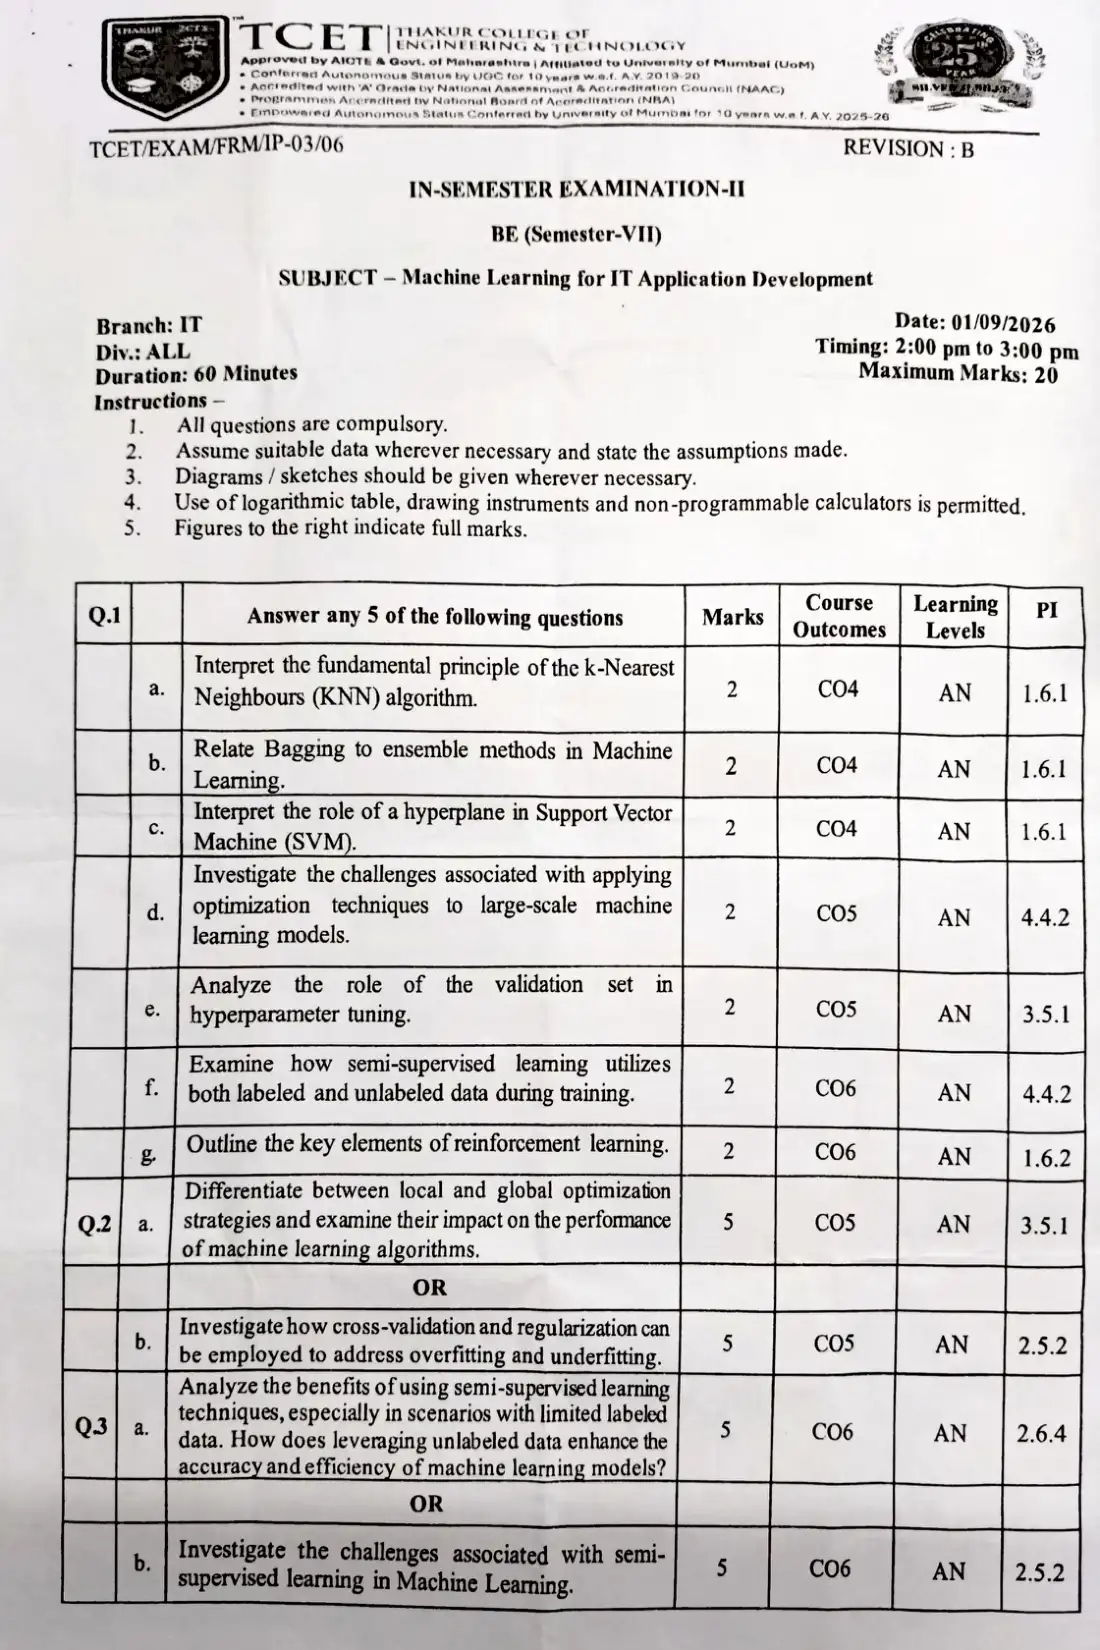 THAKUR
TCET
TCET
THAKUR COLLEGE OF
ENGINEERING & TECHNOLOGY
Approved by AICTE & Govt. of Maharashtra | Affiliated to University of Mumbai (UoM)
• Conferred Autonomous Status by UGC for 10 years w.e.f. A.Y. 2019-20
• Accredited with 'A' Grade by National Assessment & Accreditation Council (NAAC)
• Programmes Accredited by National Board of Accreditation (NBA)
• Empowered Autonomous Status Conferred by University of Mumbai for 10 years w.e.f. A.Y. 2025-26
CELEBRATING
25
YEAR
TCET/EXAM/FRM/IP-03/06
REVISION : B
IN-SEMESTER EXAMINATION-II
BE (Semester-VII)
SUBJECT – Machine Learning for IT Application Development
Branch: IT
Date: 01/09/2026
Div.: ALL
Timing: 2:00 pm to 3:00 pm
Duration: 60 Minutes
Maximum Marks: 20
Instructions –
1. All questions are compulsory.
2. Assume suitable data wherever necessary and state the assumptions made.
3. Diagrams / sketches should be given wherever necessary.
4. Use of logarithmic table, drawing instruments and non-programmable calculators is permitted.
5. Figures to the right indicate full marks.
Q.1 Answer any 5 of the following questions Marks Course Outcomes Learning Levels PI
a. Interpret the fundamental principle of the k-Nearest
Neighbours (KNN) algorithm. 2 CO4 AN 1.6.1
b. Relate Bagging to ensemble methods in Machine
Learning. 2 CO4 AN 1.6.1
c. Interpret the role of a hyperplane in Support Vector
Machine (SVM). 2 CO4 AN 1.6.1
d. Investigate the challenges associated with applying
optimization techniques to large-scale machine
learning models. 2 CO5 AN 4.4.2
e. Analyze the role of the validation set in
hyperparameter tuning. 2 CO5 AN 3.5.1
f. Examine how semi-supervised learning utilizes
both labeled and unlabeled data during training. 2 CO6 AN 4.4.2
g. Outline the key elements of reinforcement learning. 2 CO6 AN 1.6.2
Q.2 a. Differentiate between local and global optimization
strategies and examine their impact on the performance
of machine learning algorithms. 5 CO5 AN 3.5.1
OR
b. Investigate how cross-validation and regularization can
be employed to address overfitting and underfitting. 5 CO5 AN 2.5.2
Q.3 a. Analyze the benefits of using semi-supervised learning
techniques, especially in scenarios with limited labeled
data. How does leveraging unlabeled data enhance the
accuracy and efficiency of machine learning models? 5 CO6 AN 2.6.4
OR
b. Investigate the challenges associated with semi-
supervised learning in Machine Learning. 5 CO6 AN 2.5.2